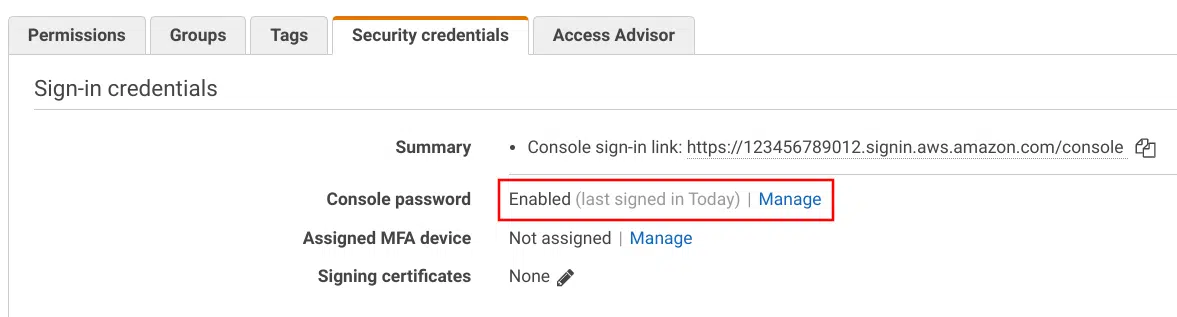 Permissions Groups Tags Security credentials Access Advisor
Sign-in credentials
Summary • Console sign-in link: https://123456789012.signin.aws.amazon.com/console
Console password Enabled (last signed in Today) | Manage
Assigned MFA device Not assigned | Manage
Signing certificates None